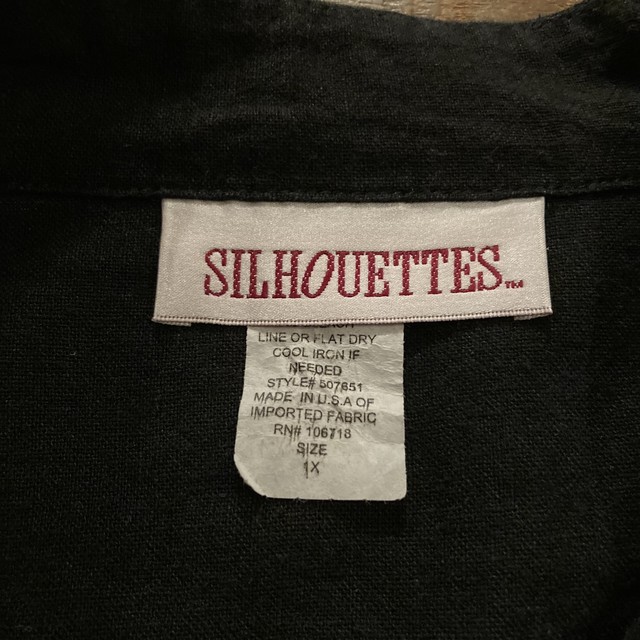 SILHOUETTES™
LINE OR FLAT DRY
COOL IRON IF
NEEDED
STYLE# 507651
MADE IN U.S.A OF
IMPORTED FABRIC
RN# 106718
SIZE
1X